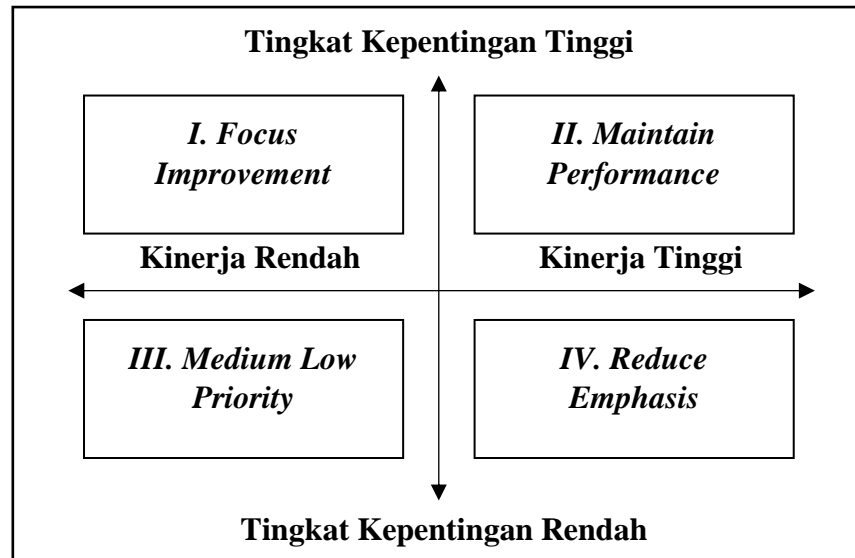 Tingkat Kepentingan Tinggi
I. Focus
Improvement
II. Maintain
Performance
Kinerja Rendah
Kinerja Tinggi
III. Medium Low
Priority
IV. Reduce
Emphasis
Tingkat Kepentingan Rendah